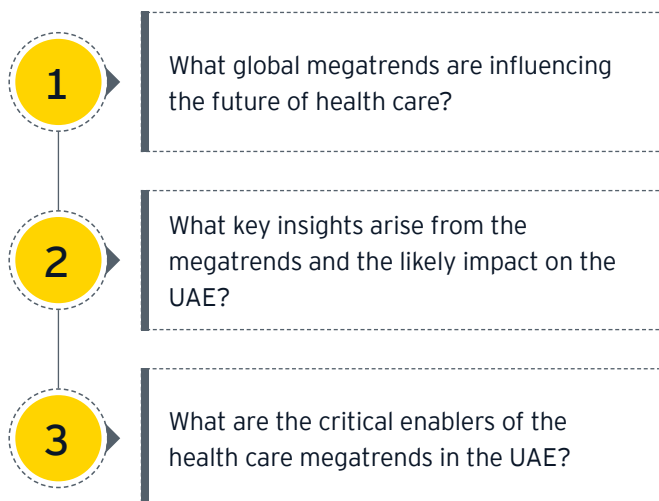 1
What global megatrends are influencing
the future of health care?
2
What key insights arise from the
megatrends and the likely impact on the
UAE?
3
What are the critical enablers of the
health care megatrends in the UAE?